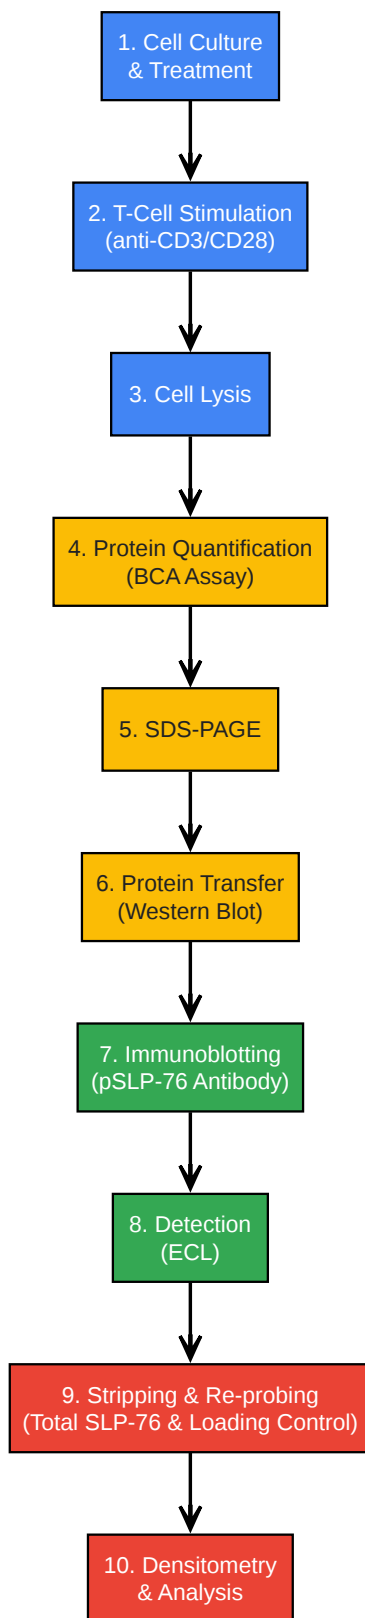 1. Cell Culture
& Treatment
2. T-Cell Stimulation
(anti-CD3/CD28)
3. Cell Lysis
4. Protein Quantification
(BCA Assay)
5. SDS-PAGE
6. Protein Transfer
(Western Blot)
7. Immunoblotting
(pSLP-76 Antibody)
8. Detection
(ECL)
9. Stripping & Re-probing
(Total SLP-76 & Loading Control)
10. Densitometry
& Analysis